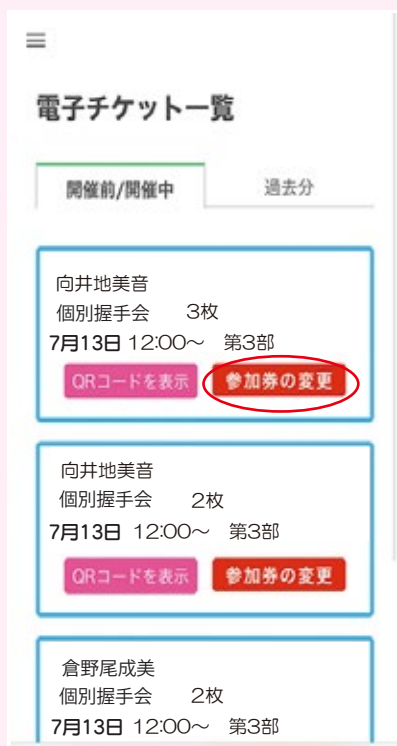 電子チケット一覧
開催前/開催中 過去分
向井地美音
個別握手会 3枚
7月13日 12:00〜 第3部
QRコードを表示 参加券の変更
向井地美音
個別握手会 2枚
7月13日 12:00〜 第3部
QRコードを表示 参加券の変更
倉野尾成美
個別握手会 2枚
7月13日 12:00〜 第3部